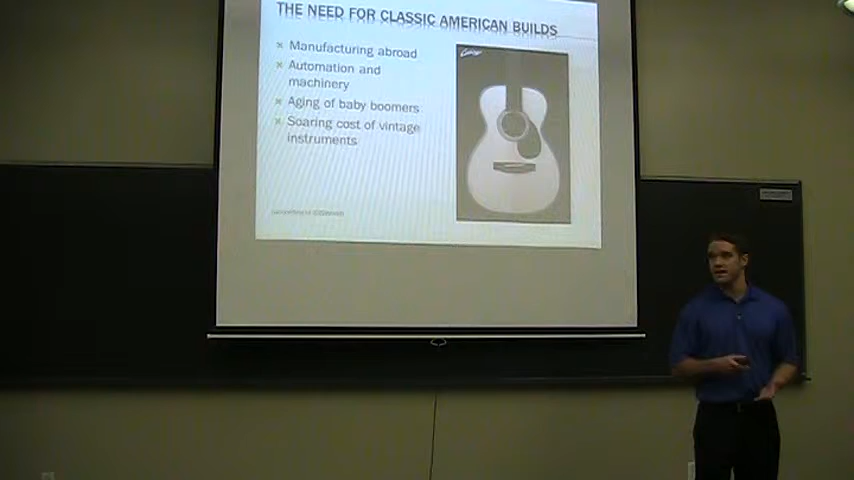 THE NEED FOR CLASSIC AMERICAN BUILDS
Manufacturing abroad
Automation and
machinery
Aging of baby boomers
Soaring cost of vintage
instruments